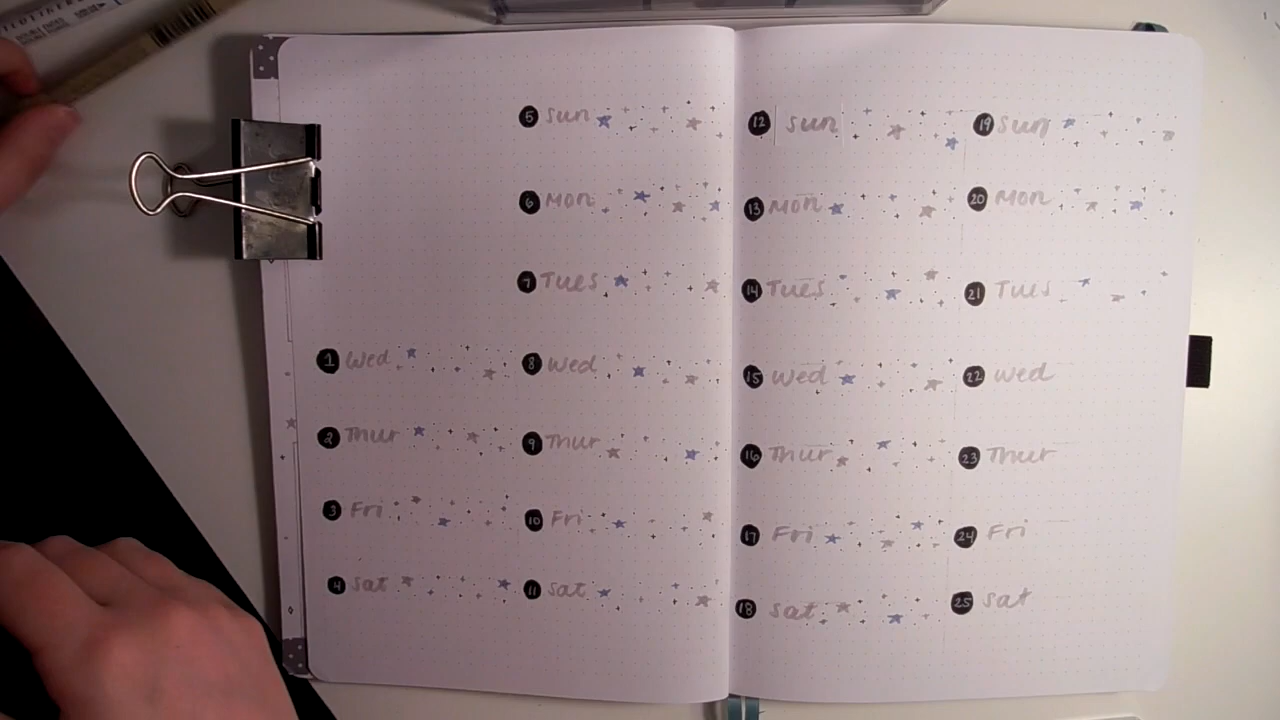 1 Wed
2 Thur
3 Fri
4 Sat
5 Sun
6 Mon
7 Tues
8 Wed
9 Thur
10 Fri
11 Sat
12 Sun
13 Mon
14 Tues
15 Wed
16 Thur
17 Fri
18 Sat
19 Sun
20 Mon
21 Tues
22 Wed
23 Thur
24 Fri
25 Sat